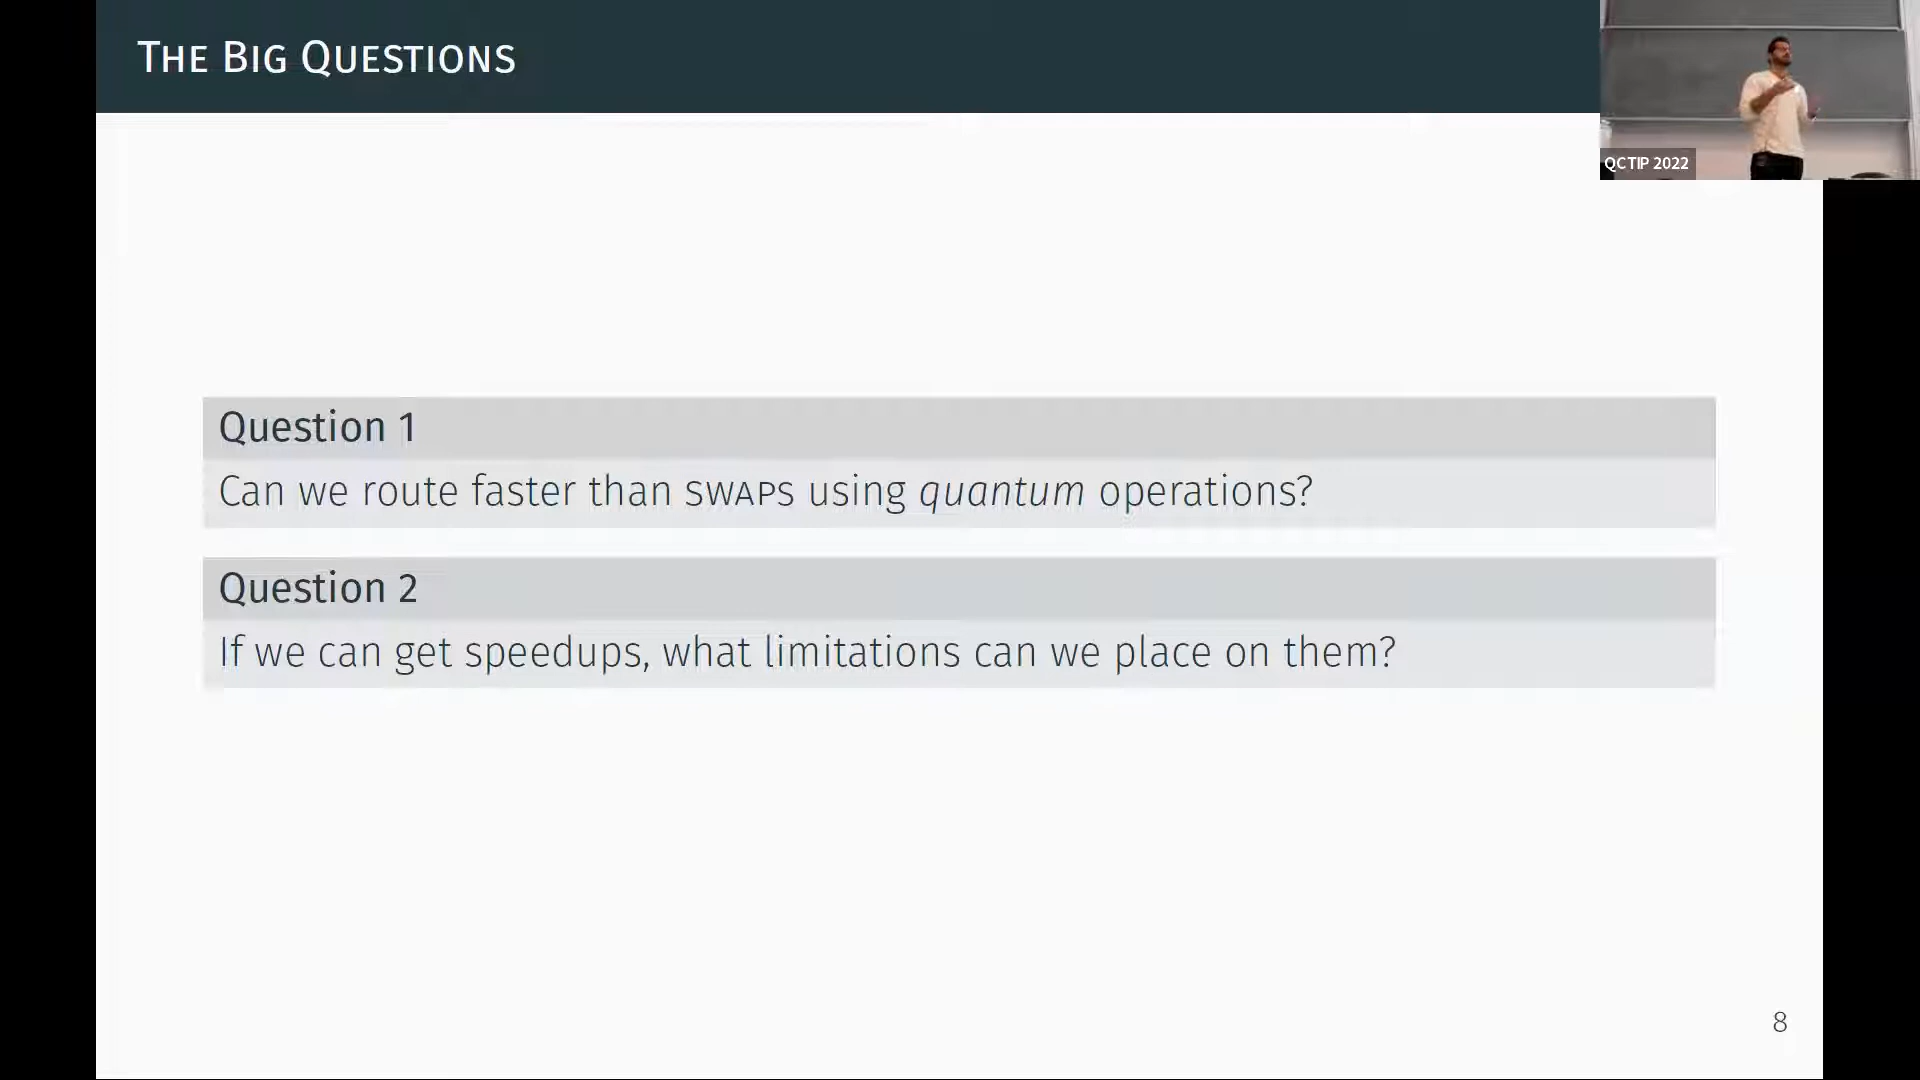 The Big Questions
QCTIP 2022
Question 1
Can we route faster than SWAPS using quantum operations?
Question 2
If we can get speedups, what limitations can we place on them?
8